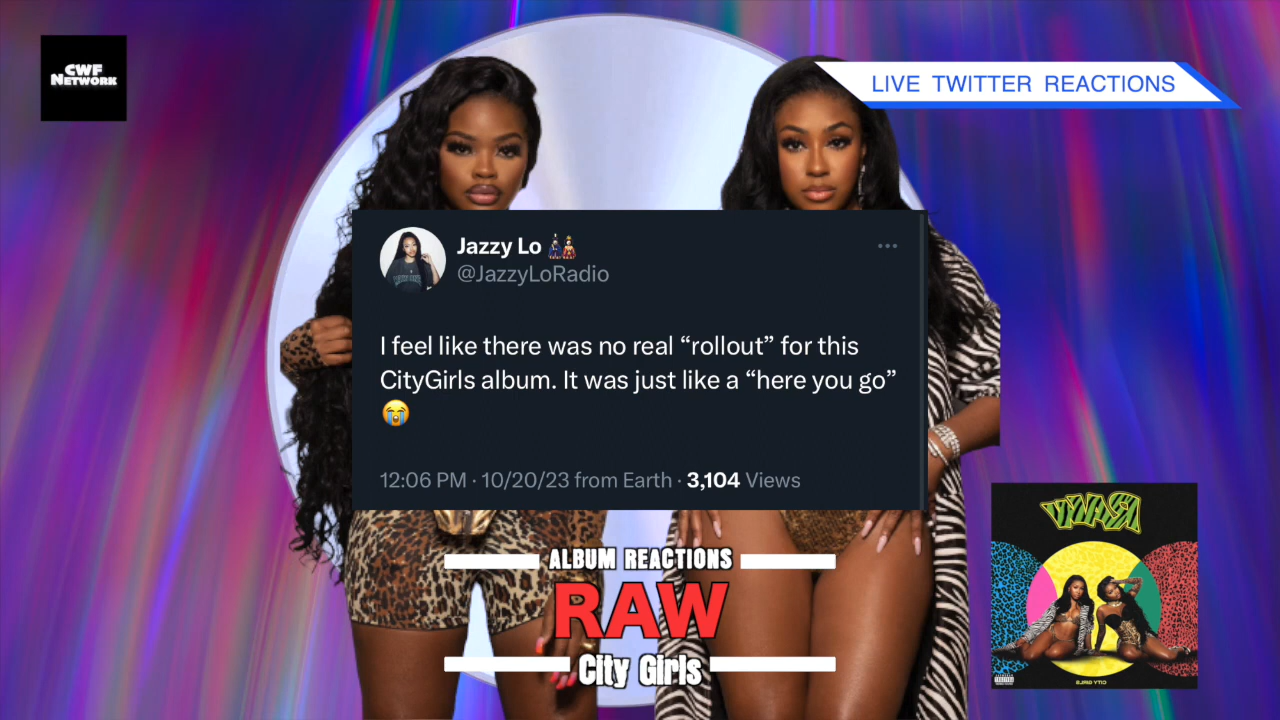 CWF
NETWORK
LIVE TWITTER REACTIONS
Jazzy Lo
@JazzyLoRadio
I feel like there was no real “rollout” for this
CityGirls album. It was just like a “here you go”
😭
12:06 PM · 10/20/23 from Earth · 3,104 Views
ALBUM REACTIONS
RAW
City Girls
RAW
CITY GIRLS